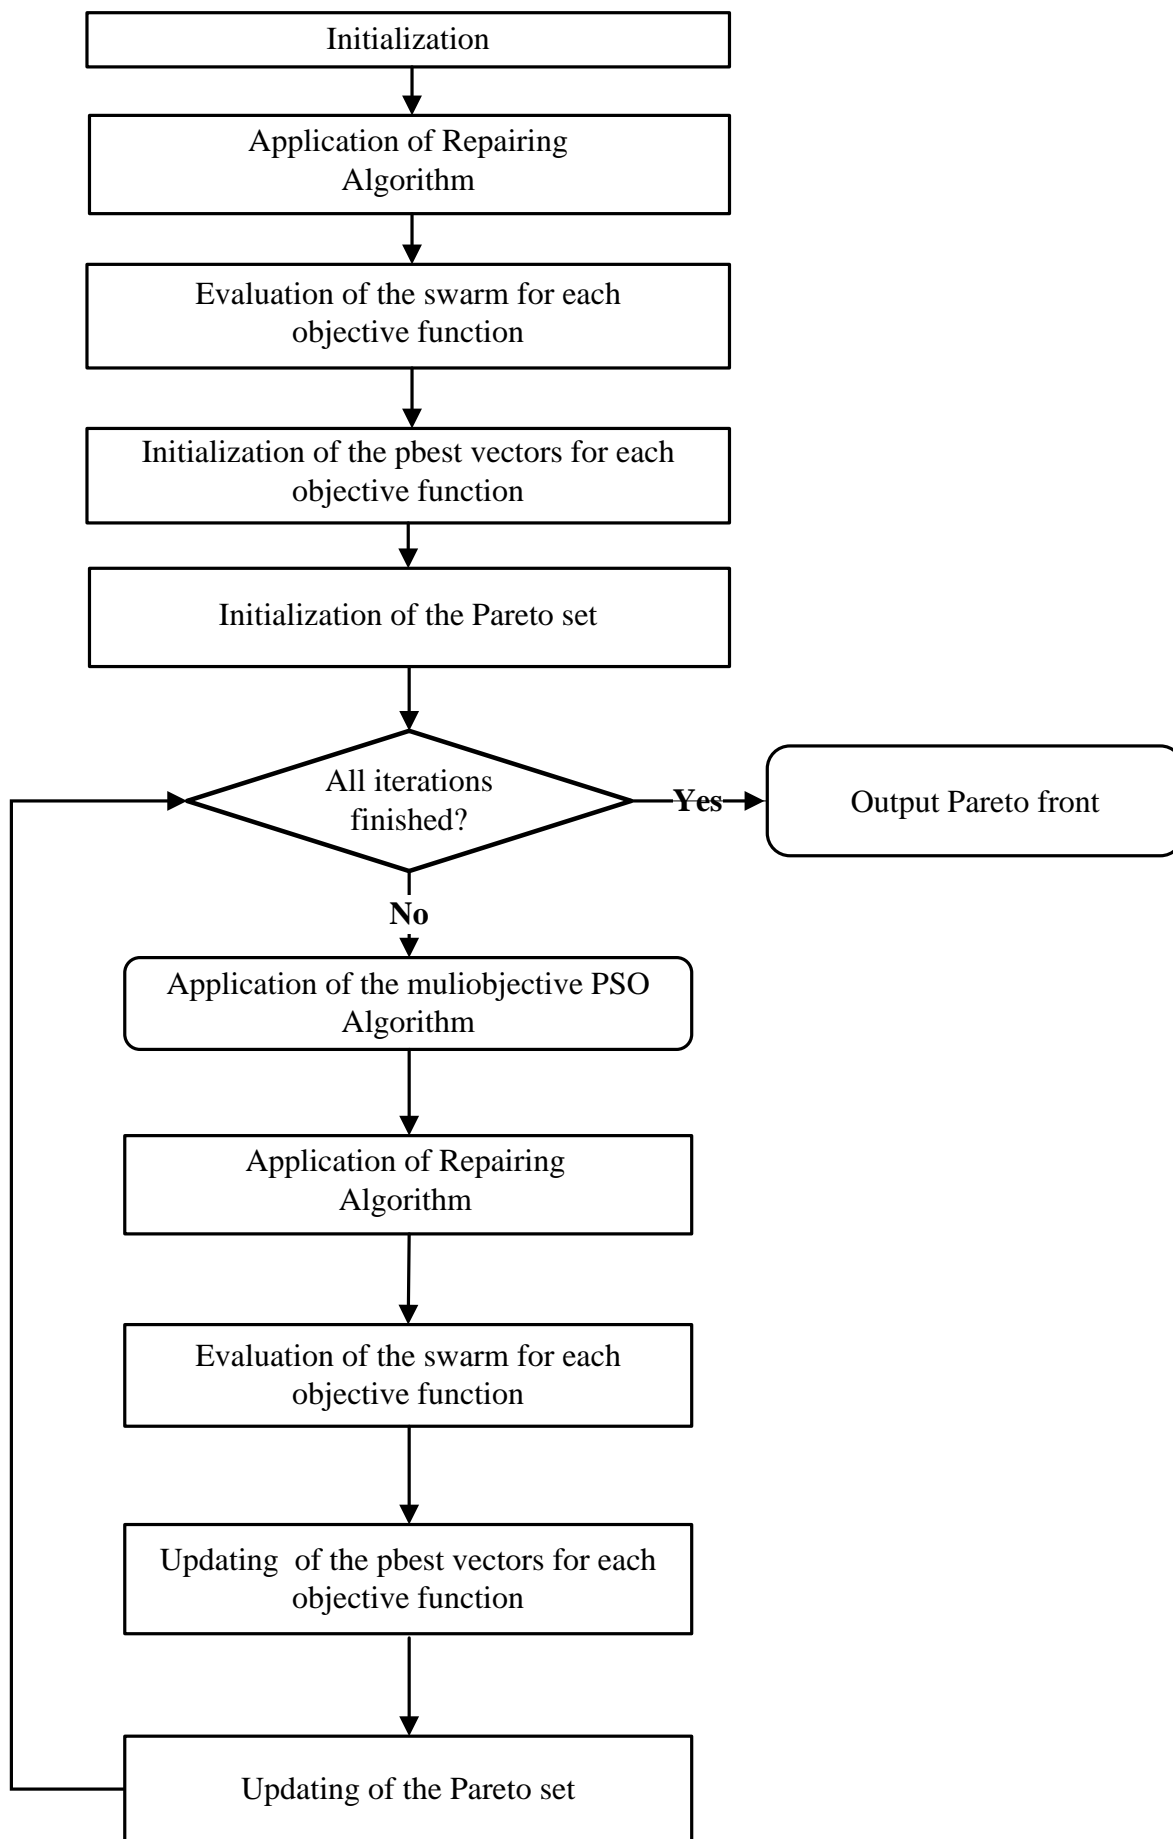 Initialization
Application of Repairing
Algorithm
Evaluation of the swarm for each
objective function
Initialization of the pbest vectors for each
objective function
Initialization of the Pareto set
All iterations
finished?
Yes
Output Pareto front
No
Application of the muliobjective PSO
Algorithm
Application of Repairing
Algorithm
Evaluation of the swarm for each
objective function
Updating of the pbest vectors for each
objective function
Updating of the Pareto set